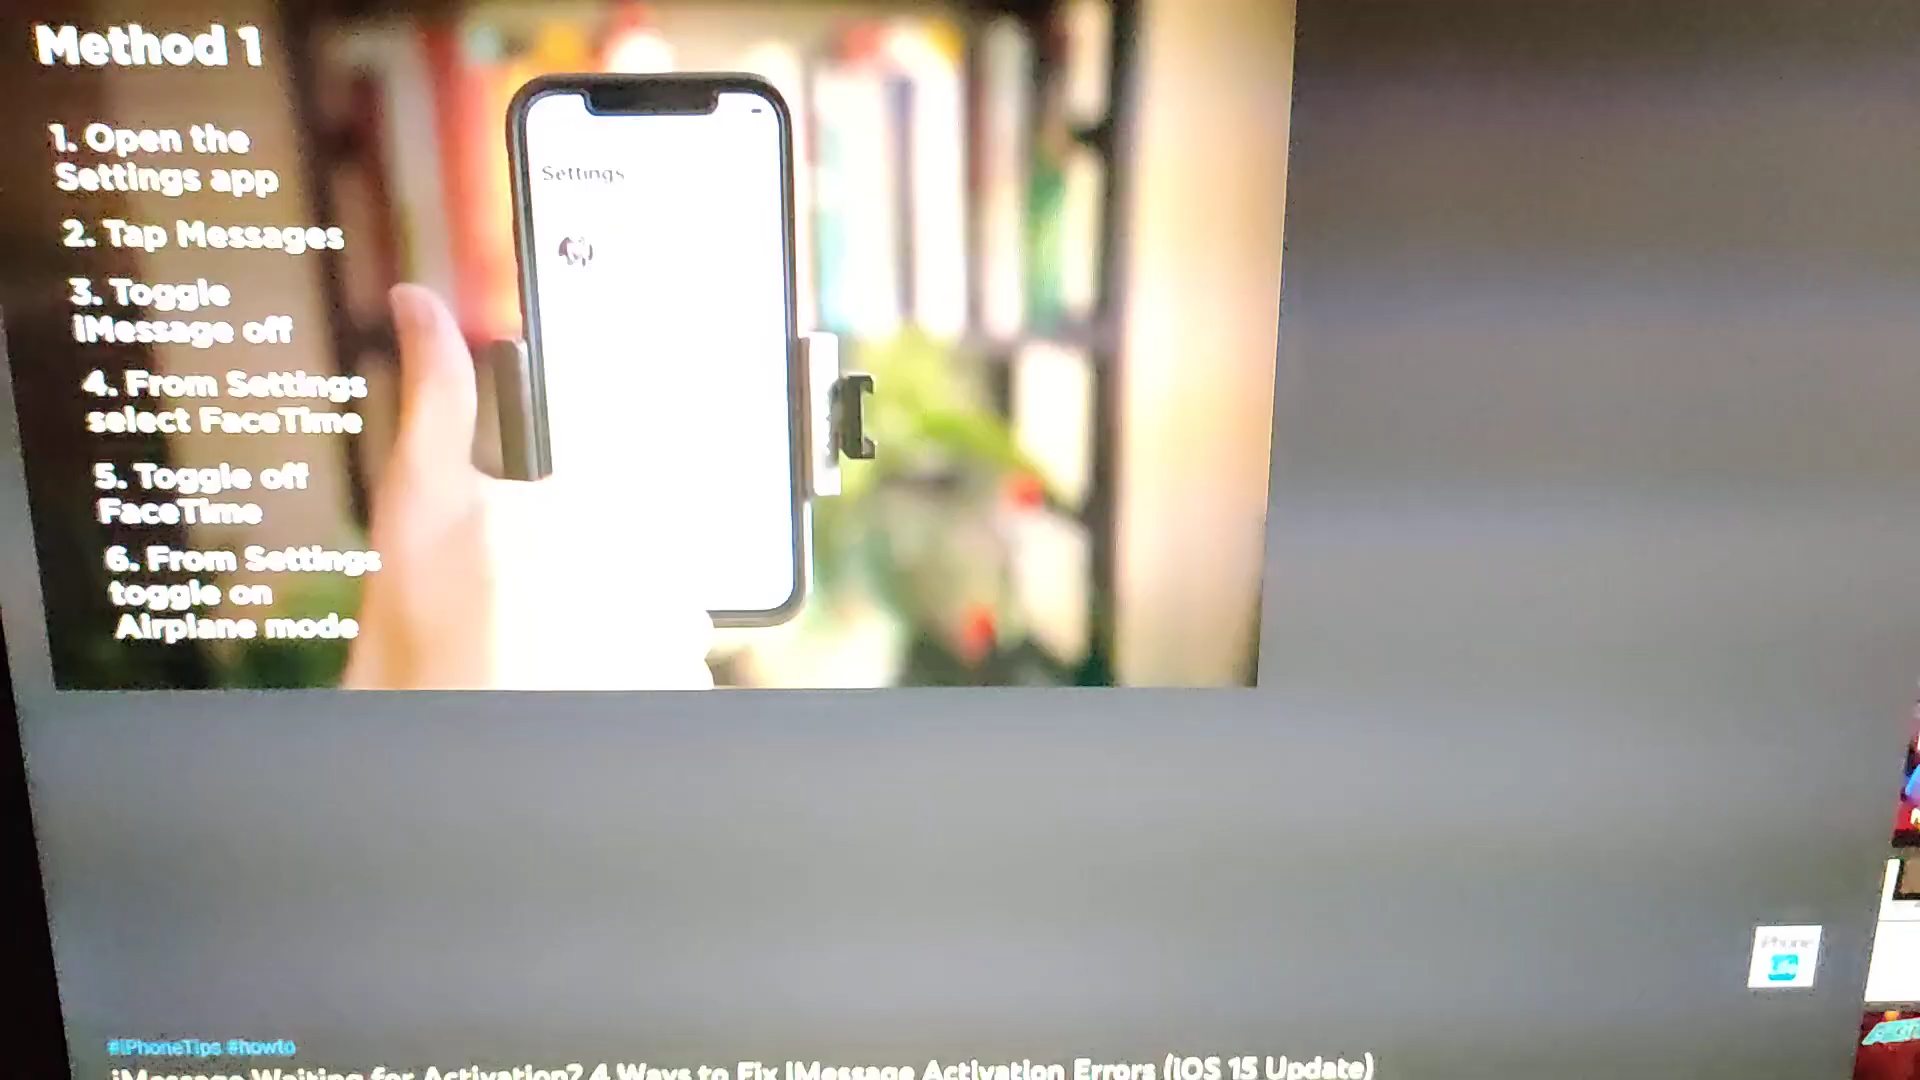 Method 1
1. Open the
Settings app
2. Tap Messages
3. Toggle
iMessage off
4. From Settings
select FaceTime
5. Toggle off
FaceTime
6. From Settings
toggle on
Airplane mode
Settings
iPhone
#iPhoneTips #howto
iMessage Waiting for Activation? 4 Ways to Fix iMessage Activation Errors (iOS 15 Update)